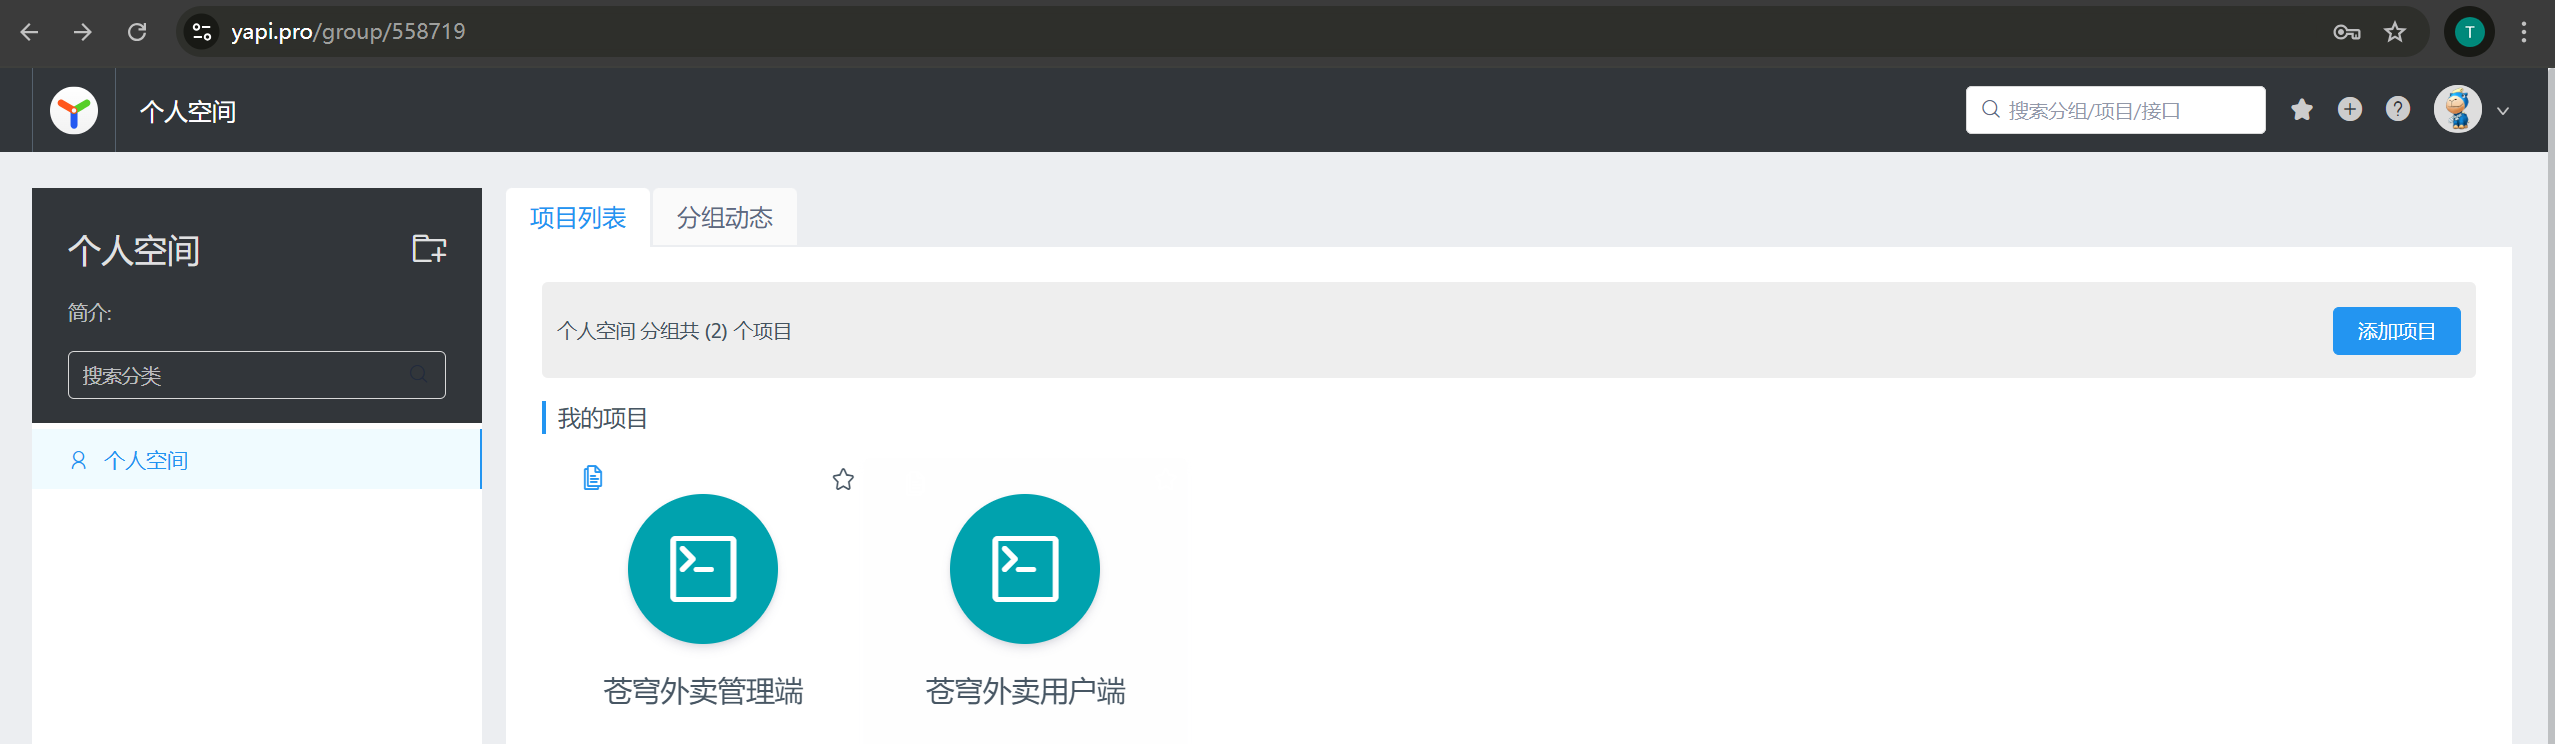 yapi.pro/group/558719
T
个人空间
搜索分组/项目/接口
个人空间
简介:
搜索分类
个人空间
项目列表
分组动态
个人空间 分组共 (2) 个项目
添加项目
我的项目
苍穹外卖管理端
苍穹外卖用户端